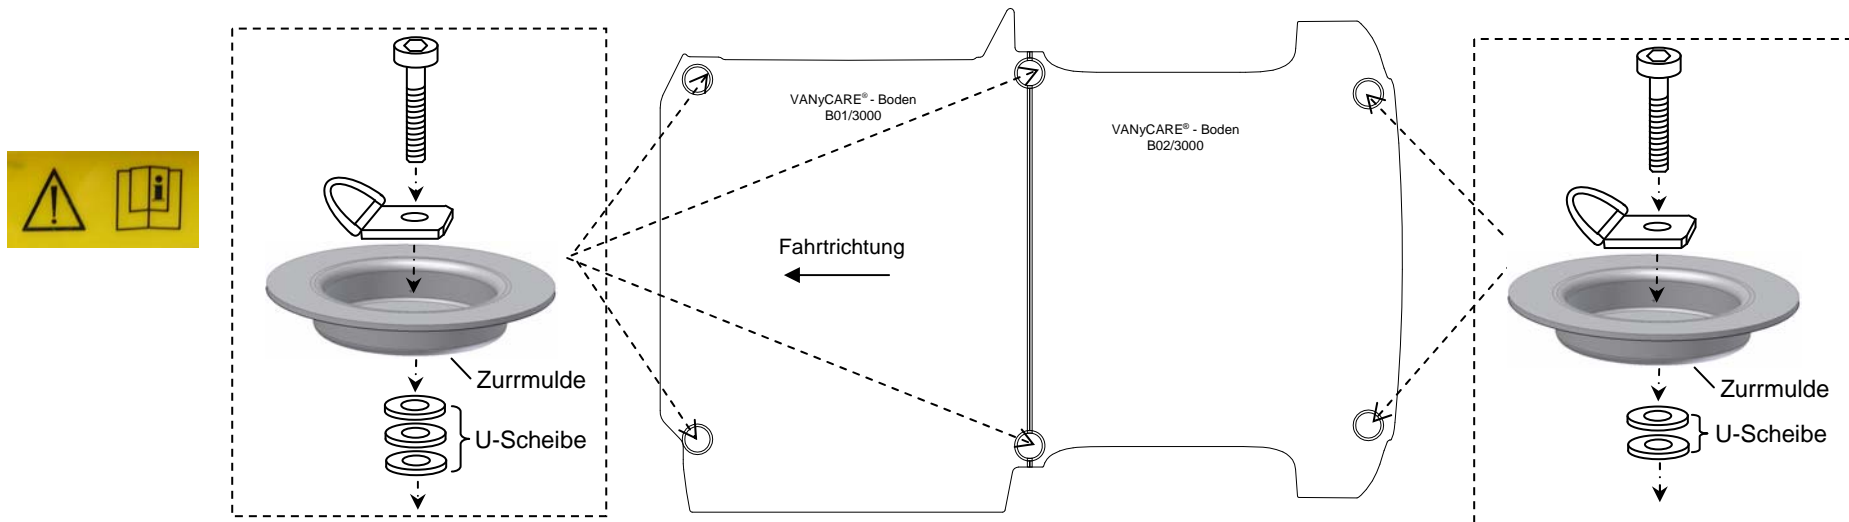 VANyCARE® - Boden
B01/3000
VANyCARE® - Boden
B02/3000
Fahrtrichtung
Zurrmulde
U-Scheibe
Zurrmulde
U-Scheibe